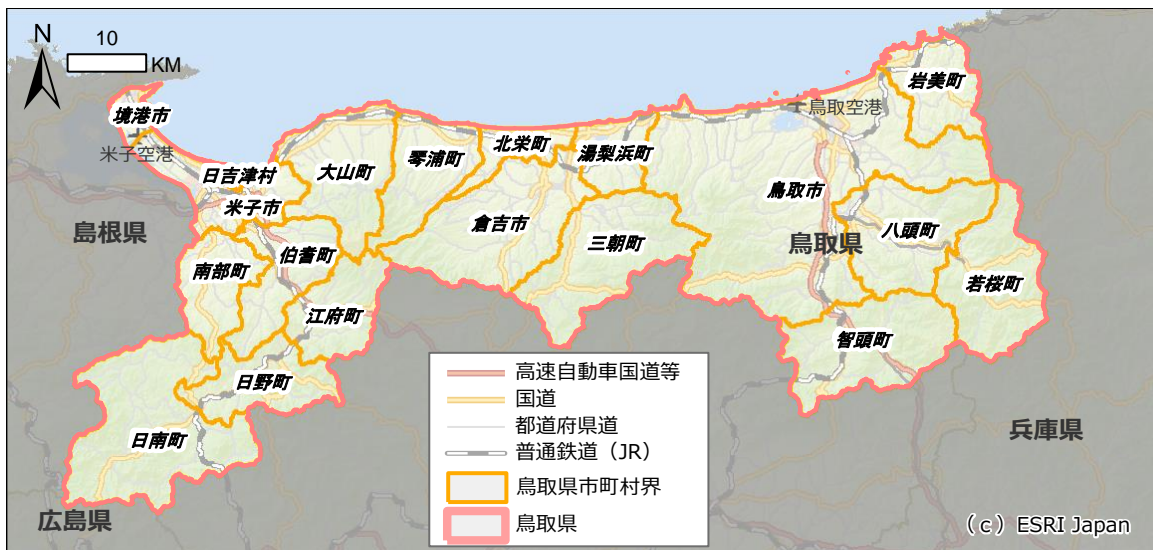 N
10
KM
岩美町
鳥取空港
境港市
米子空港
北栄町
湯梨浜町
大山町
琴浦町
日吉津村
鳥取市
米子市
倉吉市
八頭町
島根県
三朝町
鳥取県
伯耆町
南部町
若桜町
江府町
智頭町
高速自動車国道等
日野町
国道
都道府県道
兵庫県
日南町
普通鉄道（JR）
鳥取県市町村界
広島県
鳥取県
（c）ESRI Japan